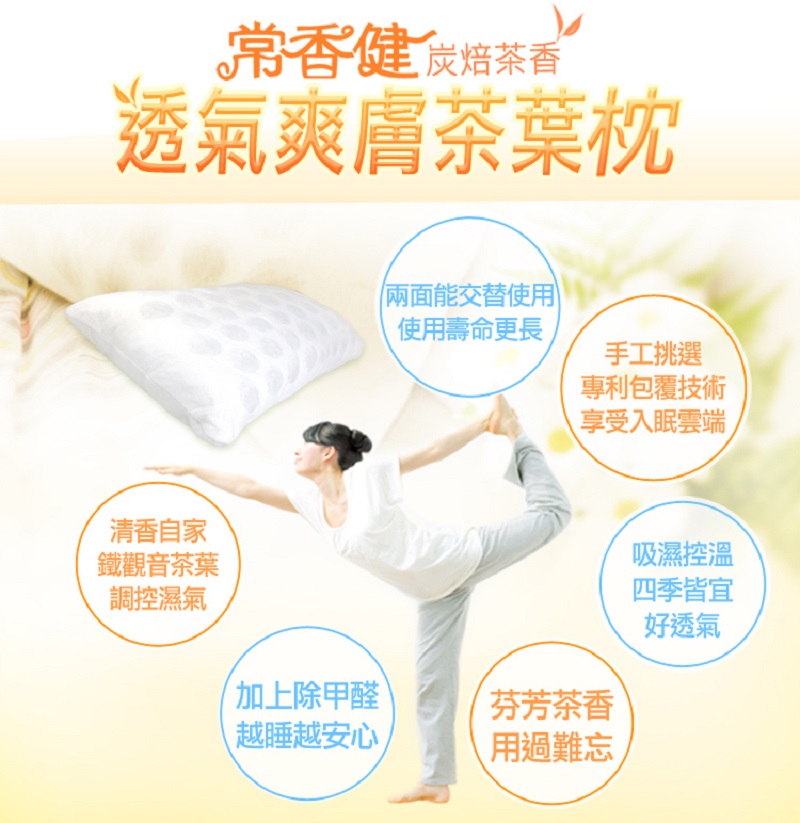 常香健 炭焙茶香
透氣爽膚茶葉枕
兩面能交替使用
使用壽命更長
手工挑選
專利包覆技術
享受入眠雲端
清香自家
鐵觀音茶葉
調控濕氣
吸濕控溫
四季皆宜
好透氣
加上除甲醛
越睡越安心
芬芳茶香
用過難忘